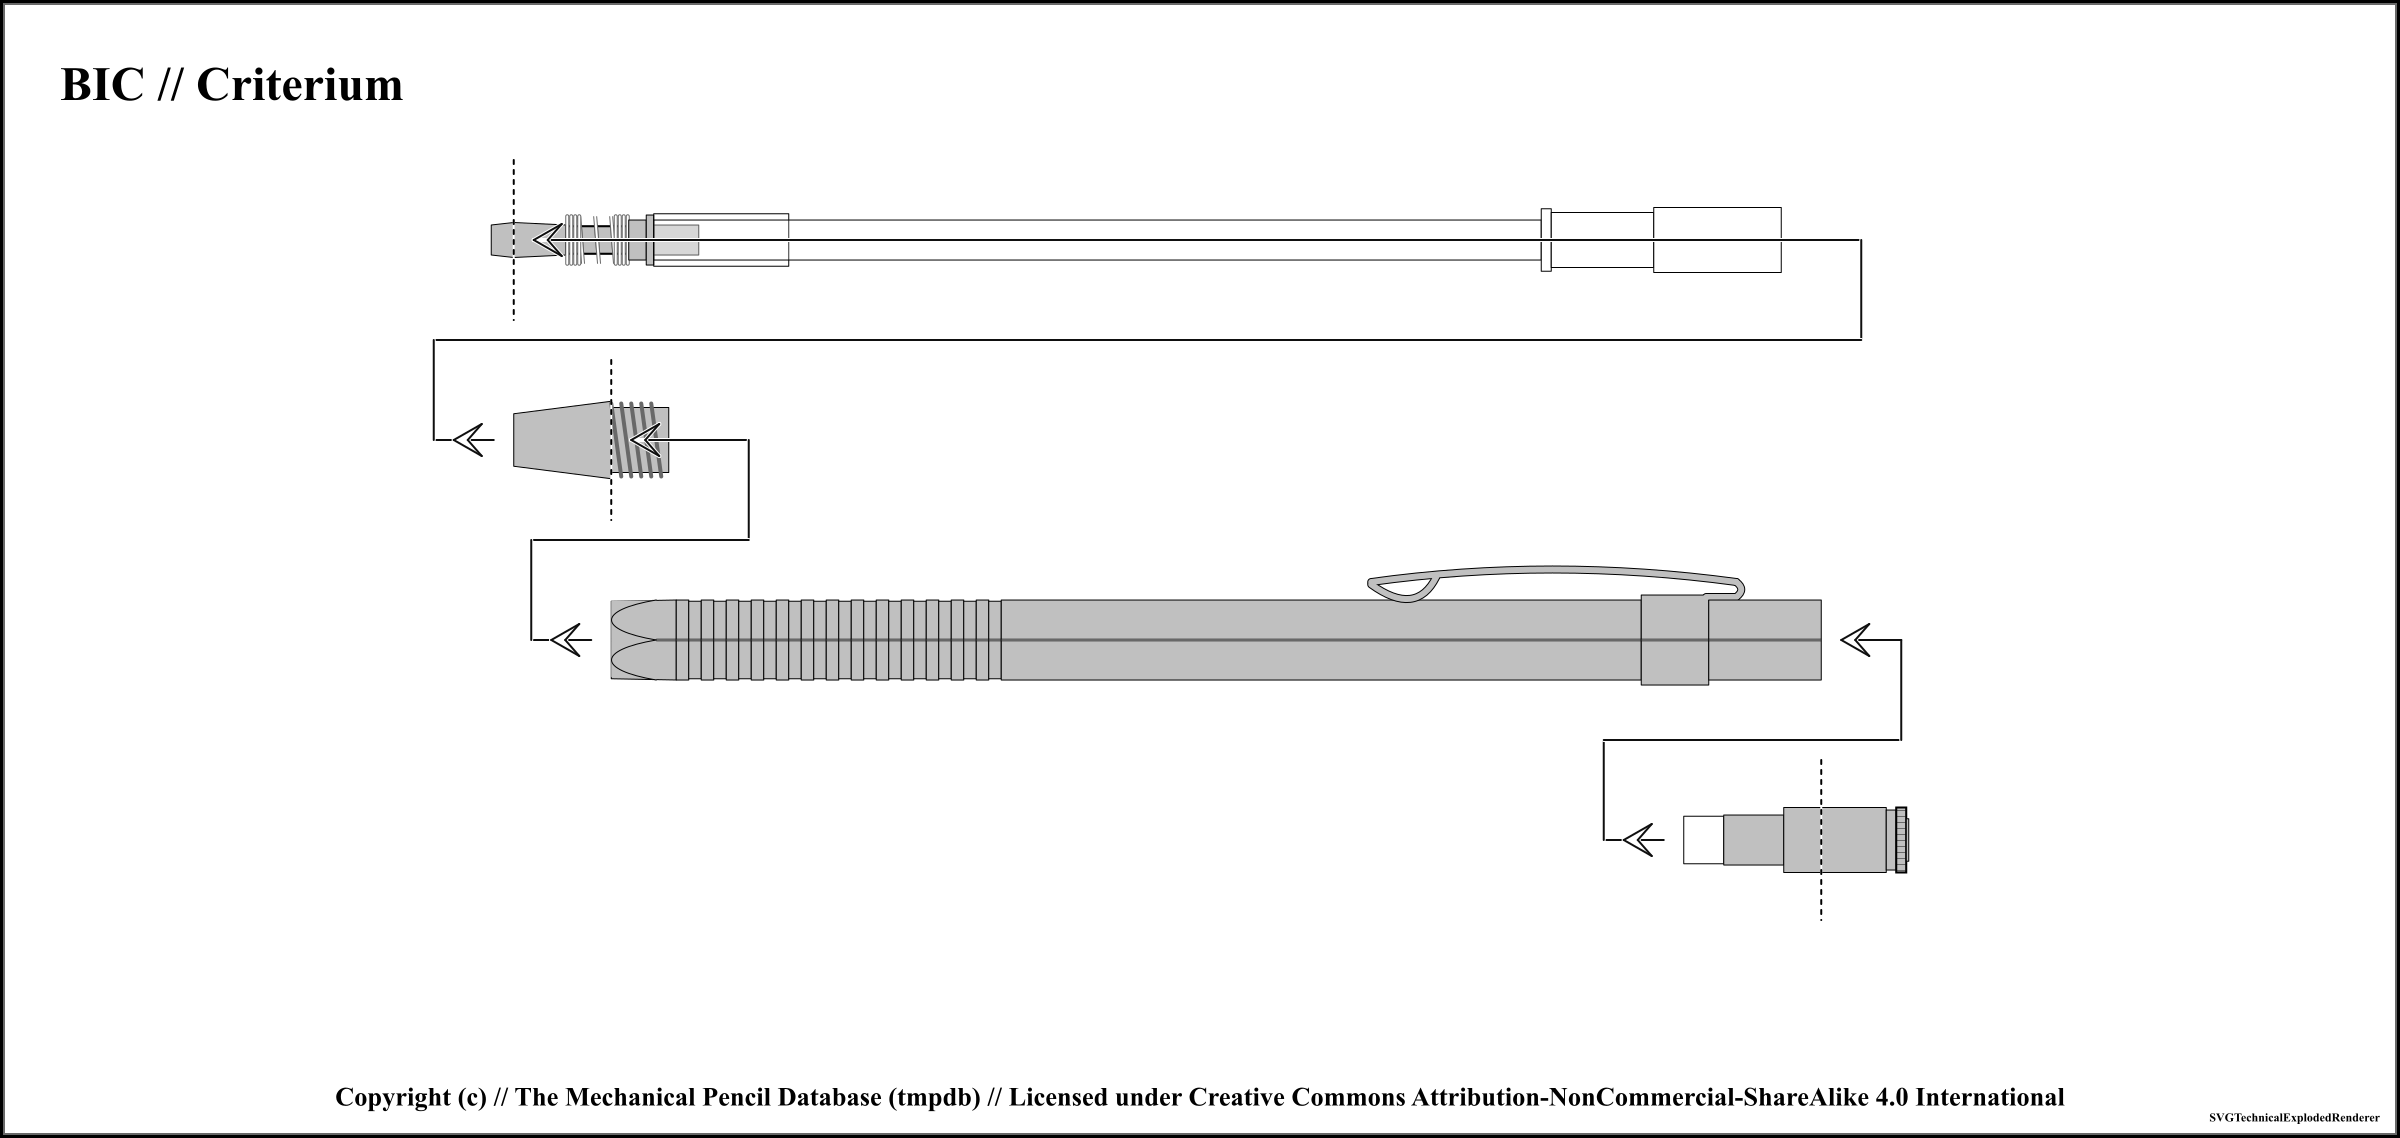 BIC // Criterium
Copyright (c) // The Mechanical Pencil Database (tmpdb) // Licensed under Creative Commons Attribution-NonCommercial-ShareAlike 4.0 International
SVGTechnicalExplodedRenderer